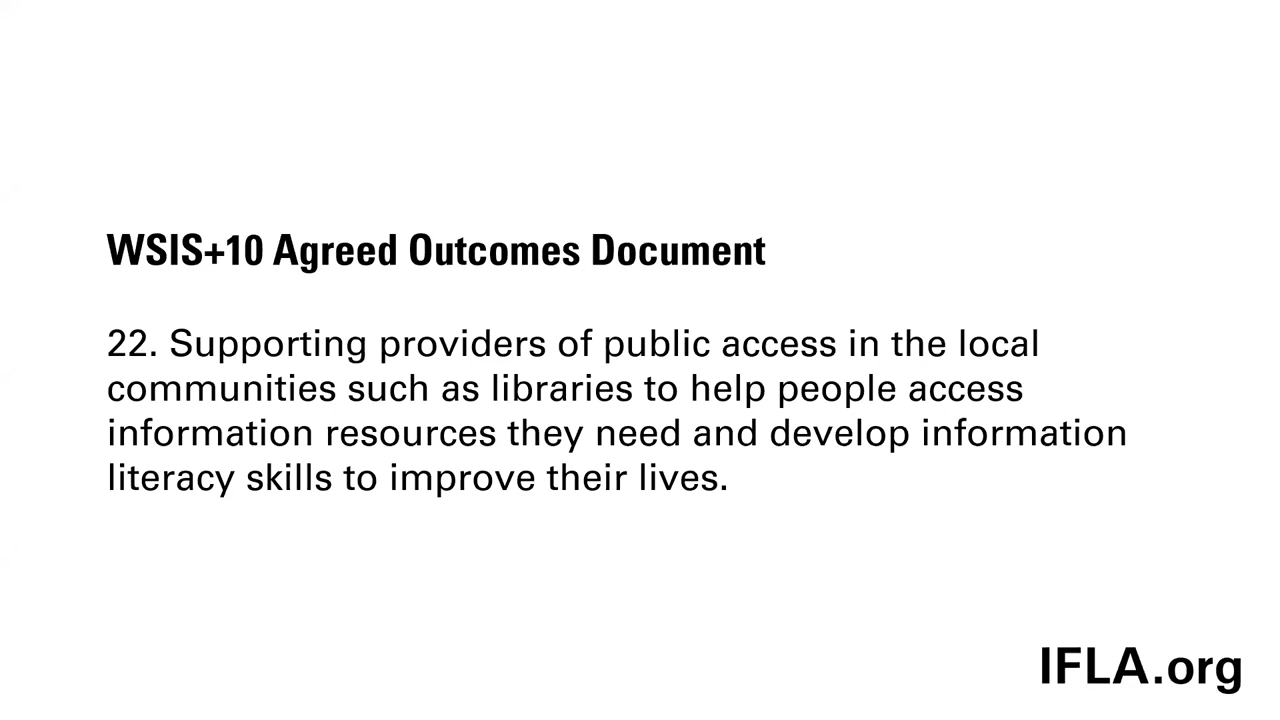 WSIS+10 Agreed Outcomes Document
22. Supporting providers of public access in the local
communities such as libraries to help people access
information resources they need and develop information
literacy skills to improve their lives.
IFLA.org